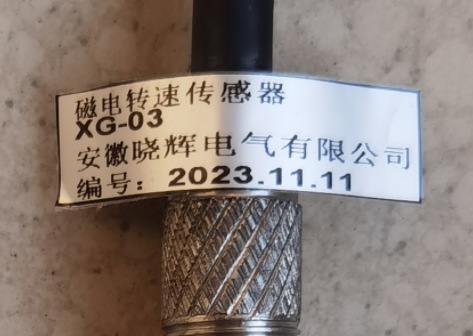 磁电转速传感器
XG-03
安徽晓辉电气有限公司
编号：2023.11.11